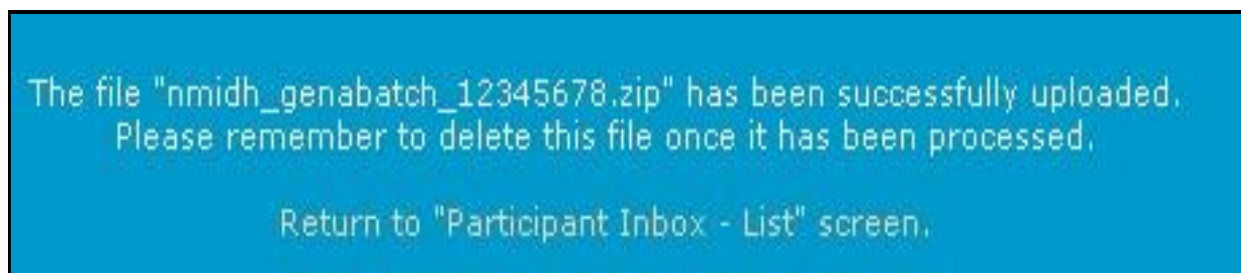 The file "nmidh_genabatch_12345678.zip" has been successfully uploaded.
Please remember to delete this file once it has been processed.
Return to "Participant Inbox - List" screen.